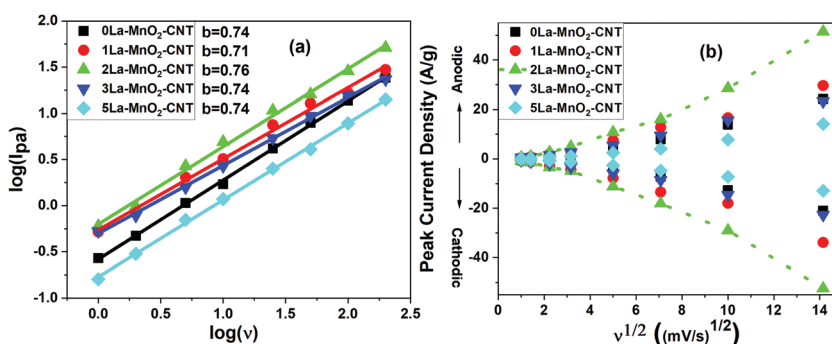 (a)
0La-MnO₂-CNT b=0.74
1La-MnO₂-CNT b=0.71
2La-MnO₂-CNT b=0.76
3La-MnO₂-CNT b=0.74
5La-MnO₂-CNT b=0.74
log(Ipa)
2.0
1.5
1.0
0.5
0.0
-0.5
-1.0
0.0 0.5 1.0 1.5 2.0 2.5
log(ν)
(b)
0La-MnO₂-CNT
1La-MnO₂-CNT
2La-MnO₂-CNT
3La-MnO₂-CNT
5La-MnO₂-CNT
Peak Current Density (A/g)
Cathodic
Anodic
40
20
0
-20
-40
0 2 4 6 8 10 12 14
ν¹/² ((mV/s)¹/²)